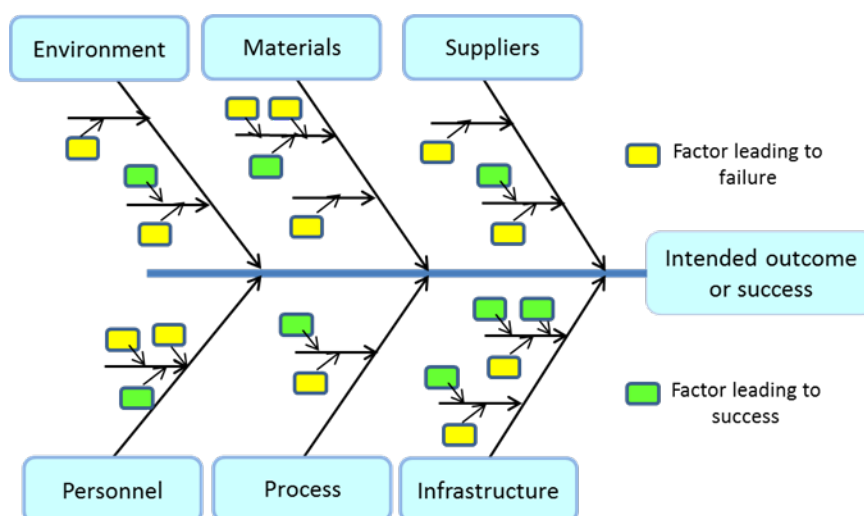 Environment
Materials
Suppliers
Factor leading to
failure
Intended outcome
or success
Factor leading to
success
Personnel
Process
Infrastructure